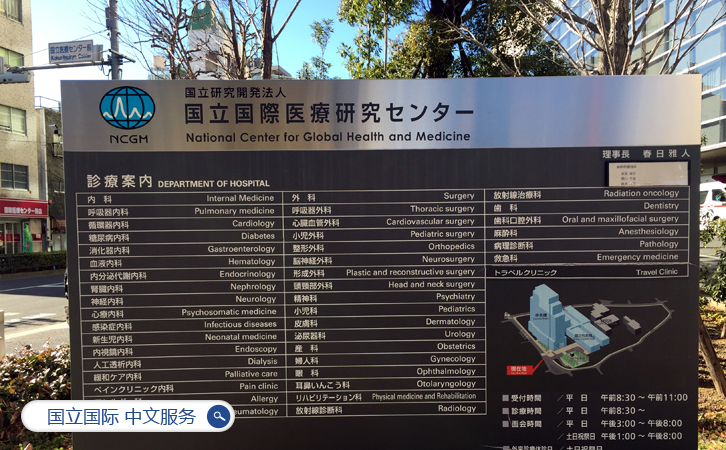 国立医療センター前
NCGM
国立研究開発法人
国立国際医療研究センター
National Center for Global Health and Medicine
理事長 春日雅人
診療案内 DEPARTMENT OF HOSPITAL
内科 Internal Medicine
呼吸器内科 Pulmonary medicine
循環器内科 Cardiology
糖尿病内科 Diabetes
消化器内科 Gastroenterology
血液内科 Hematology
内分泌代謝内科 Endocrinology
腎臓内科 Nephrology
神経内科 Neurology
心療内科 Psychosomatic medicine
感染症内科 Infectious diseases
新生児内科 Neonatal medicine
内視鏡内科 Endoscopy
人工透析内科 Dialysis
緩和ケア内科 Palliative care
ペインクリニック内科 Pain clinic
Allergy
eumatology
外科 Surgery
呼吸器外科 Thoracic surgery
心臓血管外科 Cardiovascular surgery
小児外科 Pediatric surgery
整形外科 Orthopedics
脳神経外科 Neurosurgery
形成外科 Plastic and reconstructive surgery
頭頸部外科 Head and neck surgery
精神科 Psychiatry
小児科 Pediatrics
皮膚科 Dermatology
泌尿器科 Urology
産科 Obstetrics
婦人科 Gynecology
眼科 Ophthalmology
耳鼻いんこう科 Otolaryngology
リハビリテーション科 Physical medicine and Rehabilitation
放射線診断科 Radiology
放射線治療科 Radiation oncology
歯科 Dentistry
歯科口腔外科 Oral and maxillofacial surgery
麻酔科 Anesthesiology
病理診断科 Pathology
救急科 Emergency medicine
トラベルクリニック Travel Clinic
現在地
受付時間 / 平日 午前8:30～午前11:00
診療時間 / 平日 午前8:30～
面会時間 / 平日 午後3:00～午後8:00
土日祝祭日 午後1:00～午後8:00
国立国际 中文服务